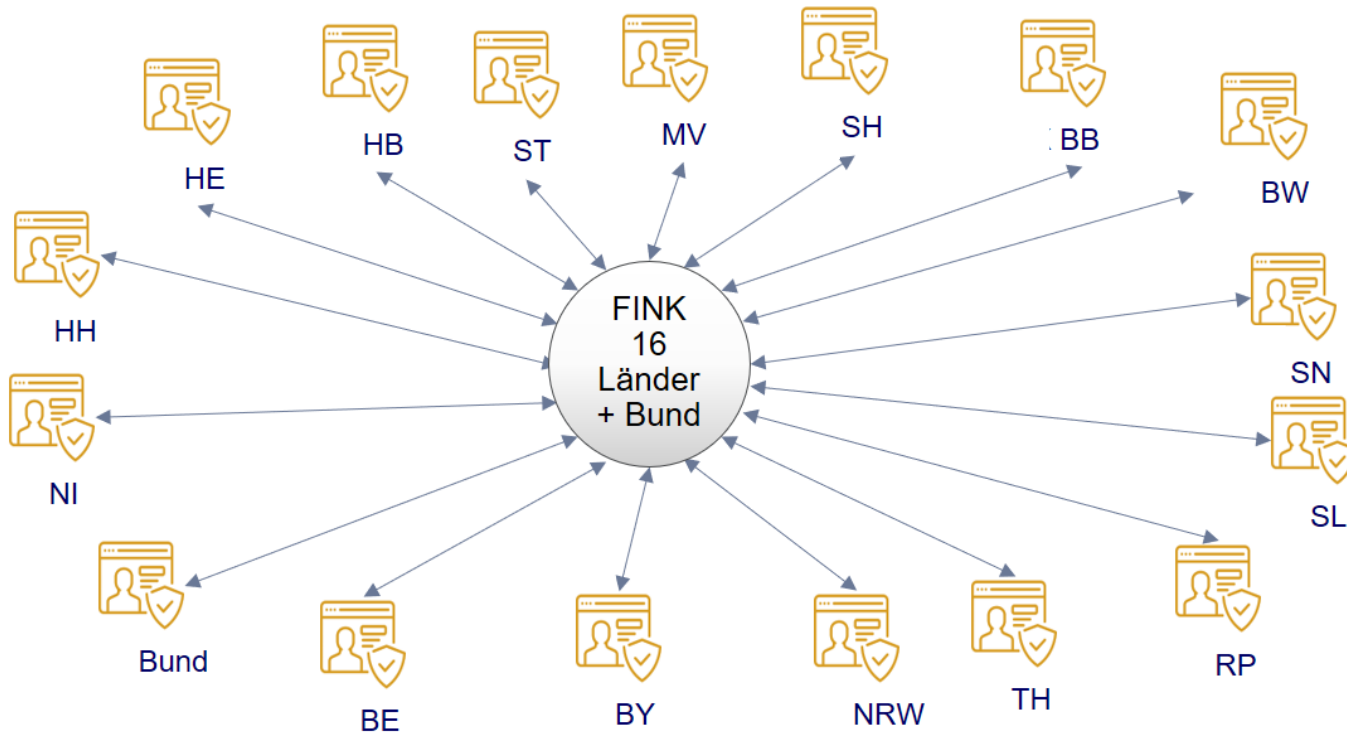 HE
HB
ST
MV
SH
: BB
BW
HH
FINK
16
Länder
+ Bund
SN
NI
SL
Bund
BE
BY
NRW
TH
RP